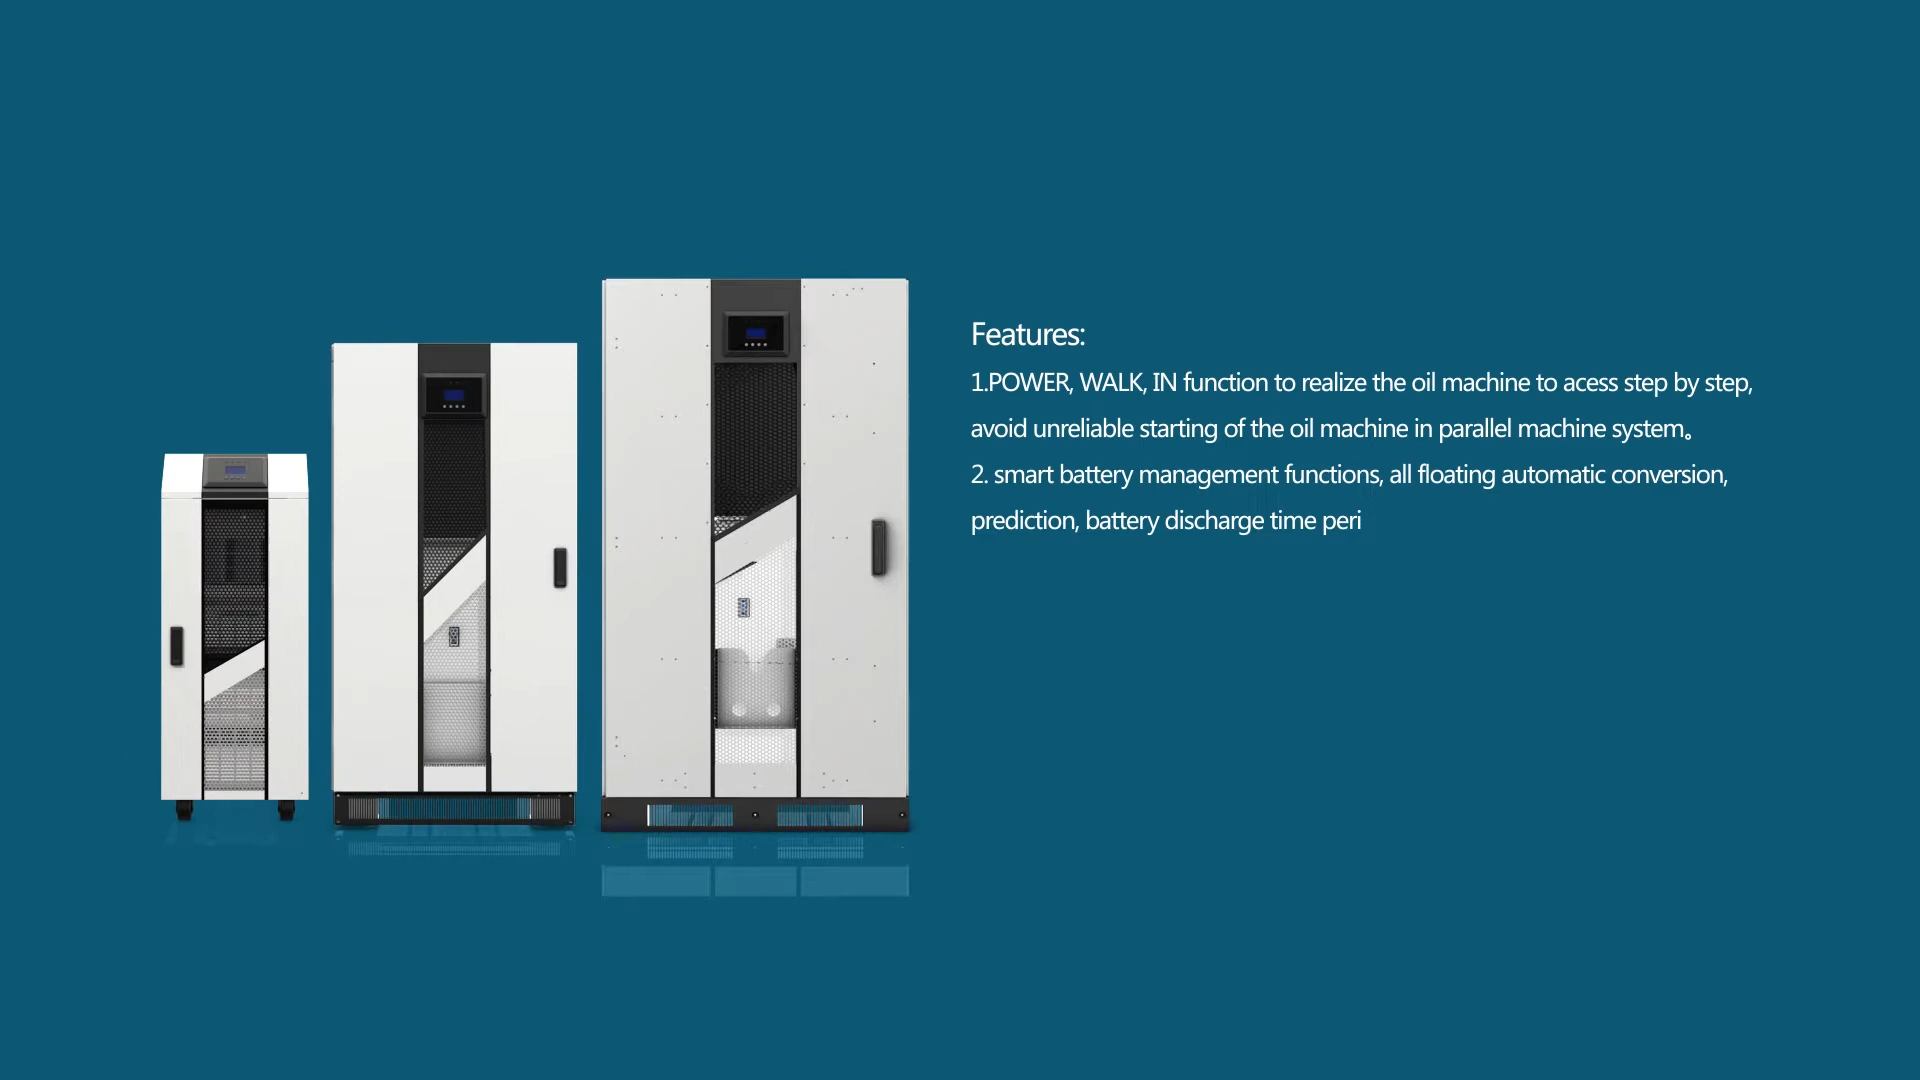 Features:
1.POWER, WALK, IN function to realize the oil machine to acess step by step,
avoid unreliable starting of the oil machine in parallel machine system。
2. smart battery management functions, all floating automatic conversion,
prediction, battery discharge time peri